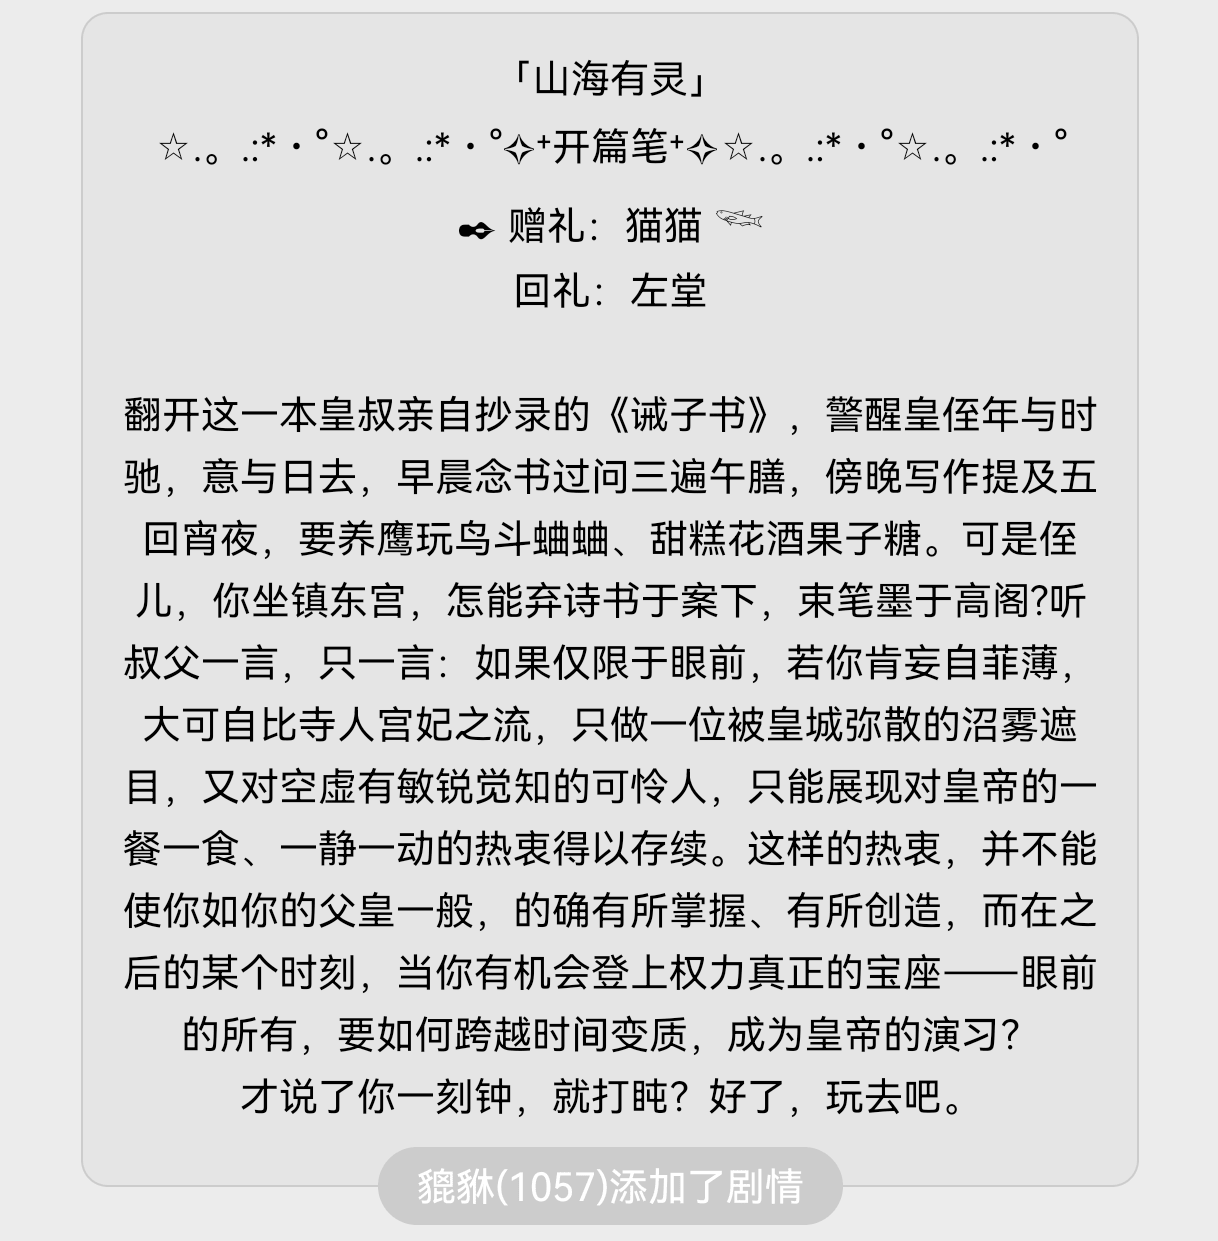 「山海有灵」
☆.。.:*・°☆.。.:*・°✧⁺开篇笔⁺✧☆.。.:*・°☆.。.:*・°
✒ 赠礼：猫猫 𓆟
回礼：左堂
翻开这一本皇叔亲自抄录的《诫子书》，警醒皇侄年与时
驰，意与日去，早晨念书过问三遍午膳，傍晚写作提及五
回宵夜，要养鹰玩鸟斗蛐蛐、甜糕花酒果子糖。可是侄
儿，你坐镇东宫，怎能弃诗书于案下，束笔墨于高阁?听
叔父一言，只一言：如果仅限于眼前，若你肯妄自菲薄，
大可自比寺人宫妃之流，只做一位被皇城弥散的沼雾遮
目，又对空虚有敏锐觉知的可怜人，只能展现对皇帝的一
餐一食、一静一动的热衷得以存续。这样的热衷，并不能
使你如你的父皇一般，的确有所掌握、有所创造，而在之
后的某个时刻，当你有机会登上权力真正的宝座——眼前
的所有，要如何跨越时间变质，成为皇帝的演习？
才说了你一刻钟，就打盹？好了，玩去吧。
貔貅(1057)添加了剧情